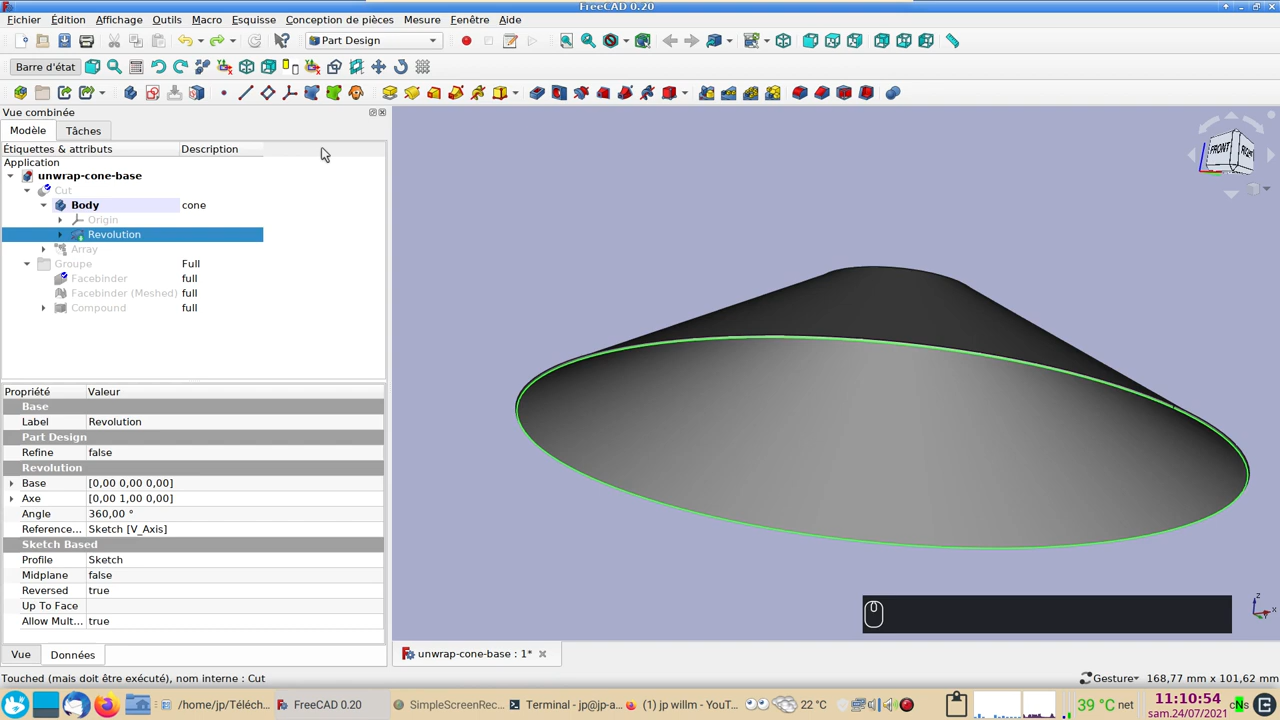 FreeCAD 0.20
Fichier Édition Affichage Outils Macro Esquisse Conception de pièces Mesure Fenêtre Aide
Part Design
Barre d'état
Vue combinée
Modèle Tâches
Étiquettes & attributs Description
Application
unwrap-cone-base
Cut
Body cone
Origin
Revolution
Array
Groupe Full
Facebinder full
Facebinder (Meshed) full
Compound full
Propriété Valeur
Base
Label Revolution
Part Design
Refine false
Revolution
Base [0,00 0,00 0,00]
Axe [0,00 1,00 0,00]
Angle 360,00 °
Reference... Sketch [V_Axis]
Sketch Based
Profile Sketch
Midplane false
Reversed true
Up To Face
Allow Mult... true
Vue Données
FRONT RIGHT
z
x
unwrap-cone-base : 1*
Touched (mais doit être exécuté), nom interne : Cut
Gesture 168,77 mm x 101,62 mm
/home/jp/Téléch... FreeCAD 0.20 SimpleScreenRec... Terminal - jp@jp-a... (1) jp willm — YouT... 22 °C 39 °C net 11:10:54
sam.24/07/2021
cNs